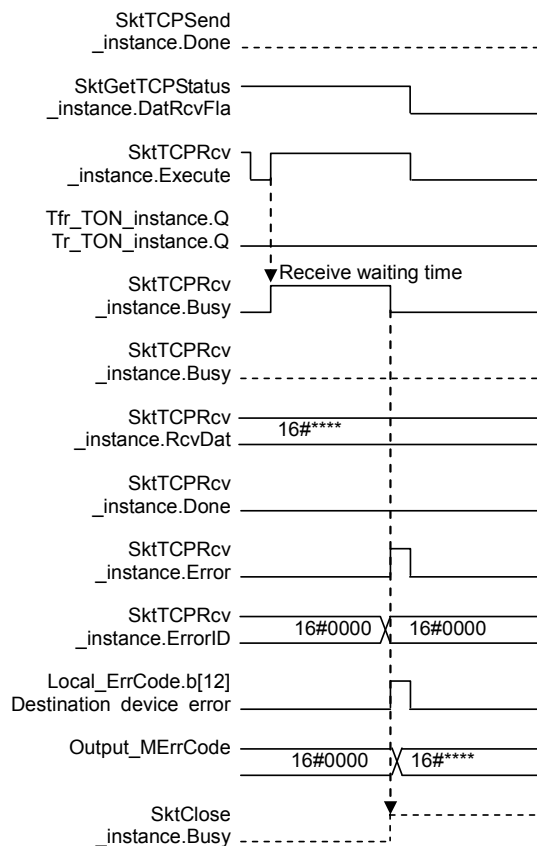 SktTCPSend
_instance.Done
SktGetTCPStatus
_instance.DatRcvFla
SktTCPRcv
_instance.Execute
Tfr_TON_instance.Q
Tr_TON_instance.Q
Receive waiting time
SktTCPRcv
_instance.Busy
SktTCPRcv
_instance.Busy
SktTCPRcv
_instance.RcvDat
16#****
SktTCPRcv
_instance.Done
SktTCPRcv
_instance.Error
SktTCPRcv
_instance.ErrorID
16#0000 16#0000
Local_ErrCode.b[12]
Destination device error
Output_MErrCode
16#0000 16#****
SktClose
_instance.Busy